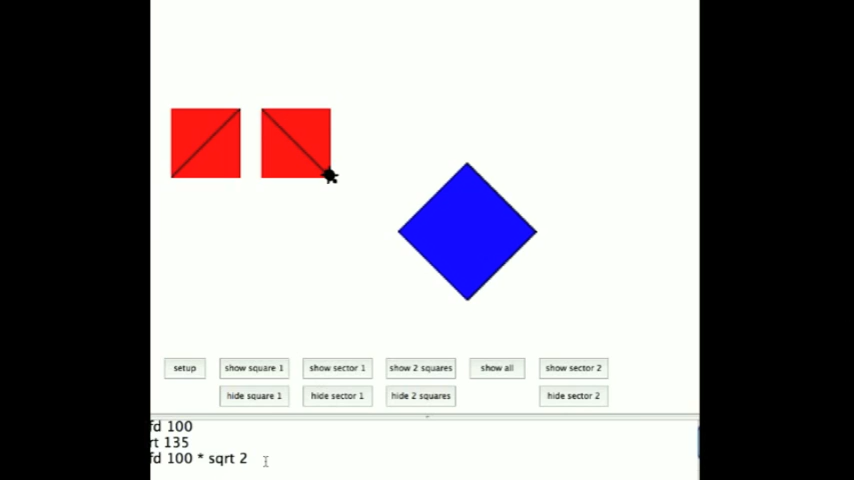 setup show square 1 show sector 1 show 2 squares show all show sector 2
hide square 1 hide sector 1 hide 2 squares hide sector 2
fd 100
rt 135
fd 100 * sqrt 2